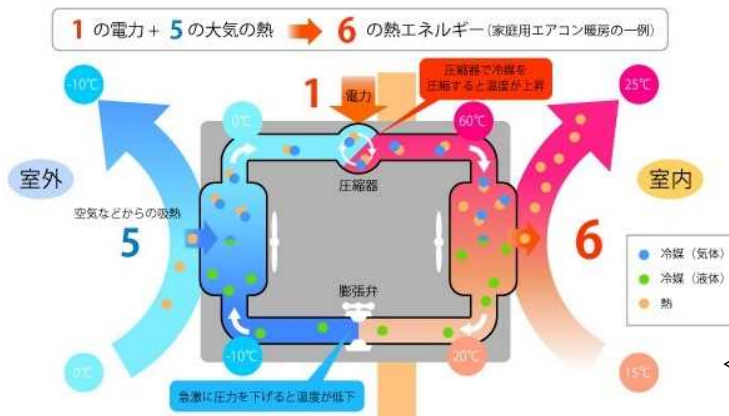 1 の電力 + 5 の大気の熱 → 6 の熱エネルギー (家庭用エアコン暖房の一例)
-10℃
1
電力
圧縮器で冷媒を
圧縮すると温度が上昇
25℃
0℃
60℃
室外
圧縮器
室内
空気などからの吸熱
5
6
冷媒（気体）
冷媒（液体）
熱
膨張弁
-10℃
20℃
0℃
15℃
急激に圧力を下げると温度が低下